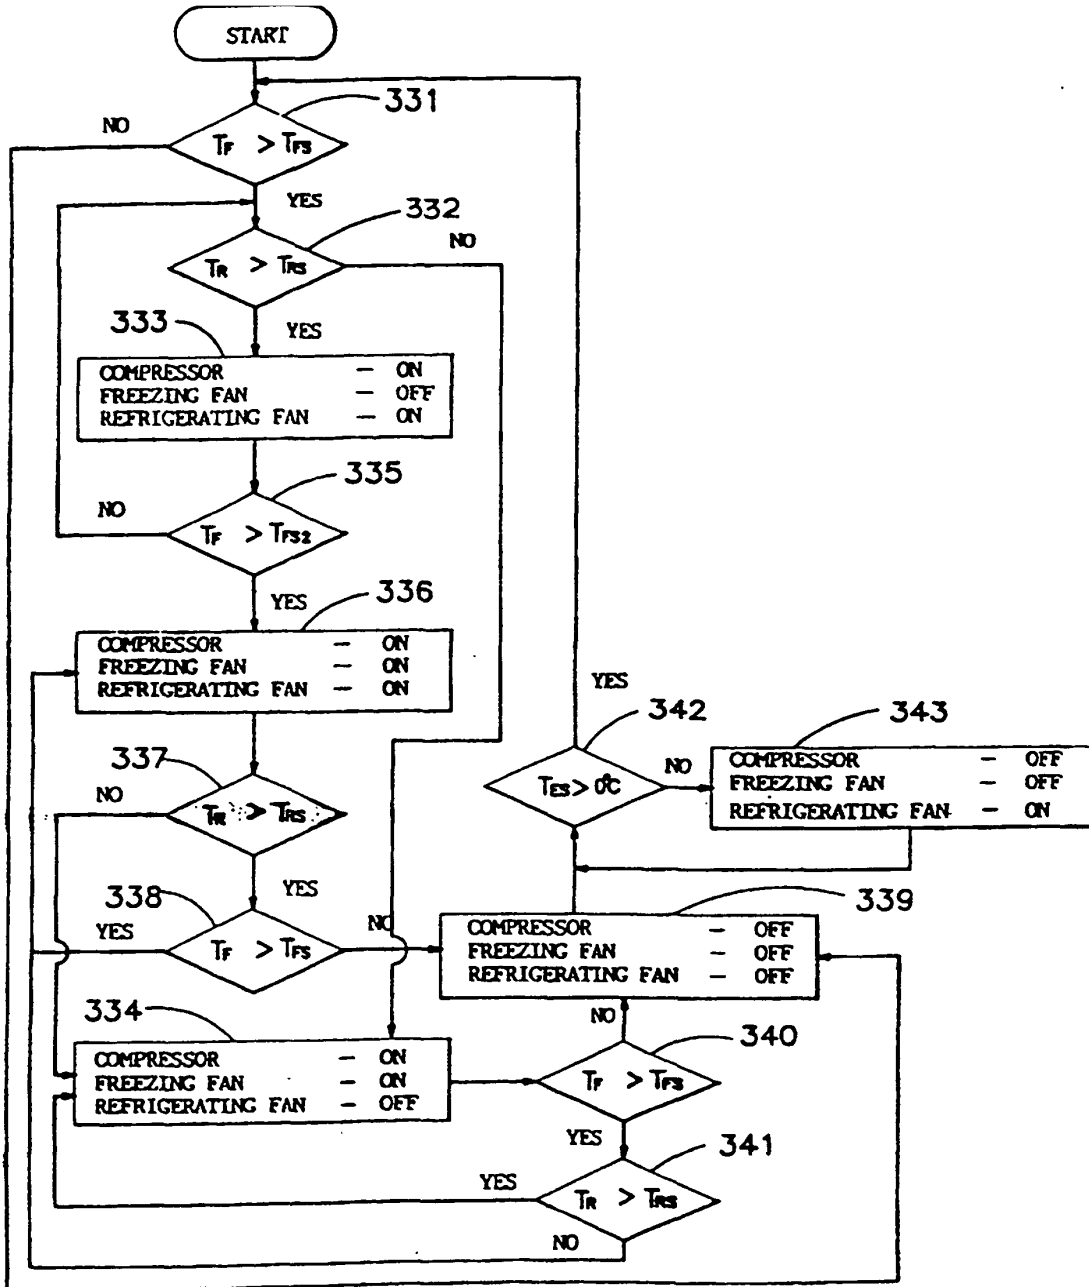 START
331
NO
TF > TFS
YES
332
NO
TR > TRS
333
YES
COMPRESSOR — ON
FREEZING FAN — OFF
REFRIGERATING FAN — ON
335
NO
TF > TFS2
YES
336
COMPRESSOR — ON
FREEZING FAN — ON
REFRIGERATING FAN — ON
YES
342
343
337
NO
TR > TRS
TES > 0°C
NO
COMPRESSOR — OFF
FREEZING FAN — OFF
REFRIGERATING FAN — ON
YES
338
339
YES
TF > TFS
NO
COMPRESSOR — OFF
FREEZING FAN — OFF
REFRIGERATING FAN — OFF
334
NO
340
COMPRESSOR — ON
FREEZING FAN — ON
REFRIGERATING FAN — OFF
TF > TFS
YES
341
YES
TR > TRS
NO